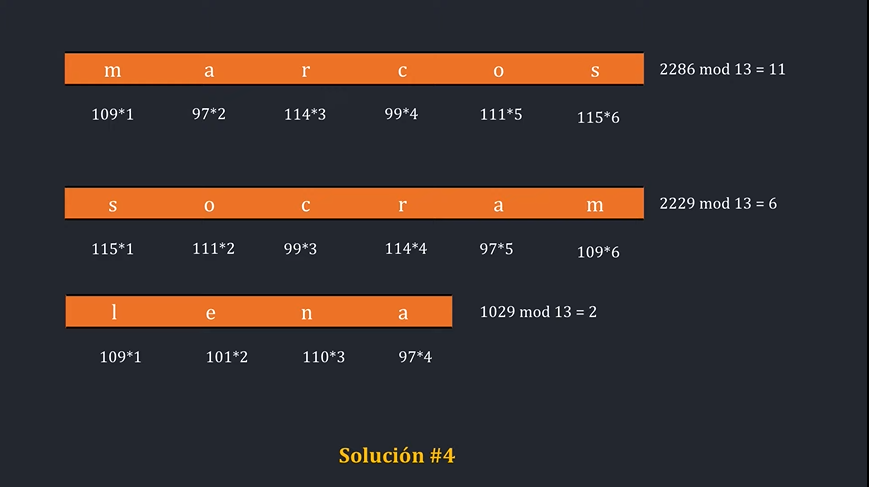 m a r c o s 2286 mod 13 = 11
109*1 97*2 114*3 99*4 111*5 115*6
s o c r a m 2229 mod 13 = 6
115*1 111*2 99*3 114*4 97*5 109*6
l e n a 1029 mod 13 = 2
109*1 101*2 110*3 97*4
Solución #4